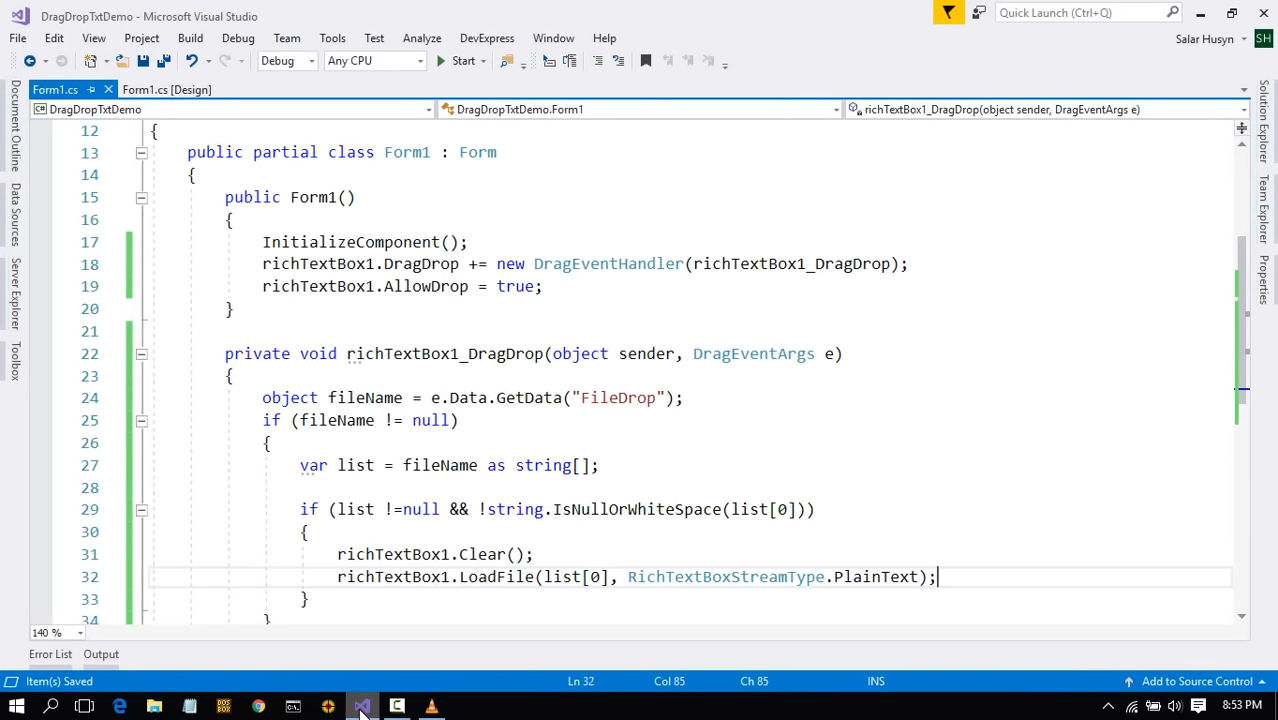 DragDropTxtDemo - Microsoft Visual Studio
Quick Launch (Ctrl+Q)
File Edit View Project Build Debug Team Tools Test Analyze DevExpress Window Help
Salar Husyn SH
Debug Any CPU Start
Form1.cs Form1.cs [Design]
DragDropTxtDemo DragDropTxtDemo.Form1 richTextBox1_DragDrop(object sender, DragEventArgs e)
Document Outline
Data Sources
Server Explorer
Toolbox
12 {
13 public partial class Form1 : Form
14 {
15 public Form1()
16 {
17 InitializeComponent();
18 richTextBox1.DragDrop += new DragEventHandler(richTextBox1_DragDrop);
19 richTextBox1.AllowDrop = true;
20 }
21
22 private void richTextBox1_DragDrop(object sender, DragEventArgs e)
23 {
24 object fileName = e.Data.GetData("FileDrop");
25 if (fileName != null)
26 {
27 var list = fileName as string[];
28
29 if (list !=null && !string.IsNullOrWhiteSpace(list[0]))
30 {
31 richTextBox1.Clear();
32 richTextBox1.LoadFile(list[0], RichTextBoxStreamType.PlainText);
33 }
34 }
Solution Explorer
Team Explorer
Properties
140 %
Error List Output
Item(s) Saved Ln 32 Col 85 Ch 85 INS Add to Source Control
8:53 PM